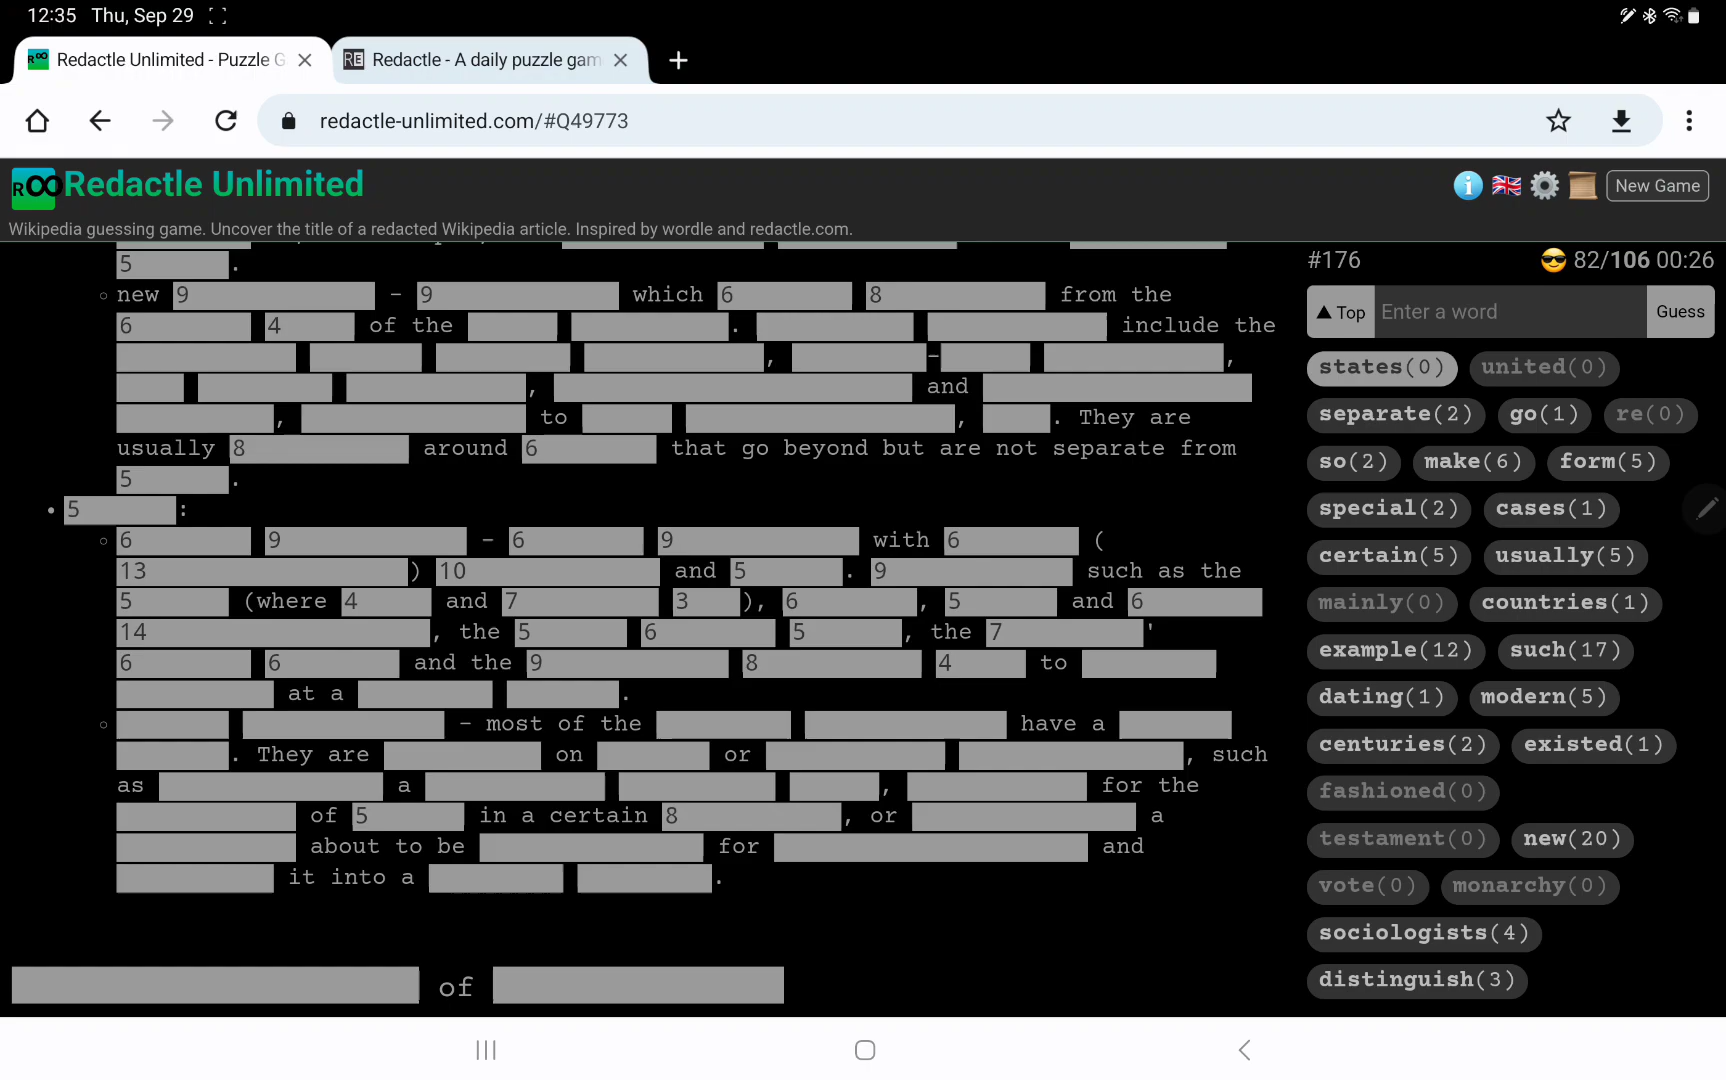 12:35 Thu, Sep 29
Redactle Unlimited - Puzzle G
RE Redactle - A daily puzzle gam
redactle-unlimited.com/#Q49773
R∞ Redactle Unlimited
New Game
Wikipedia guessing game. Uncover the title of a redacted Wikipedia article. Inspired by wordle and redactle.com.
5 .
new 9 - 9 which 6 8 from the
6 4 of the . include the
, - ,
, and
, to , . They are
usually 8 around 6 that go beyond but are not separate from
5 .
5 :
6 9 - 6 9 with 6 (
13 ) 10 and 5 . 9 such as the
5 (where 4 and 7 3 ), 6 , 5 and 6
14 , the 5 6 5 , the 7 '
6 6 and the 9 8 4 to
at a .
- most of the have a
. They are on or , such
as a , for the
of 5 in a certain 8 , or a
about to be for and
it into a .
of
#176 82/106 00:26
Top Enter a word Guess
states(0) united(0)
separate(2) go(1) re(0)
so(2) make(6) form(5)
special(2) cases(1)
certain(5) usually(5)
mainly(0) countries(1)
example(12) such(17)
dating(1) modern(5)
centuries(2) existed(1)
fashioned(0)
testament(0) new(20)
vote(0) monarchy(0)
sociologists(4)
distinguish(3)